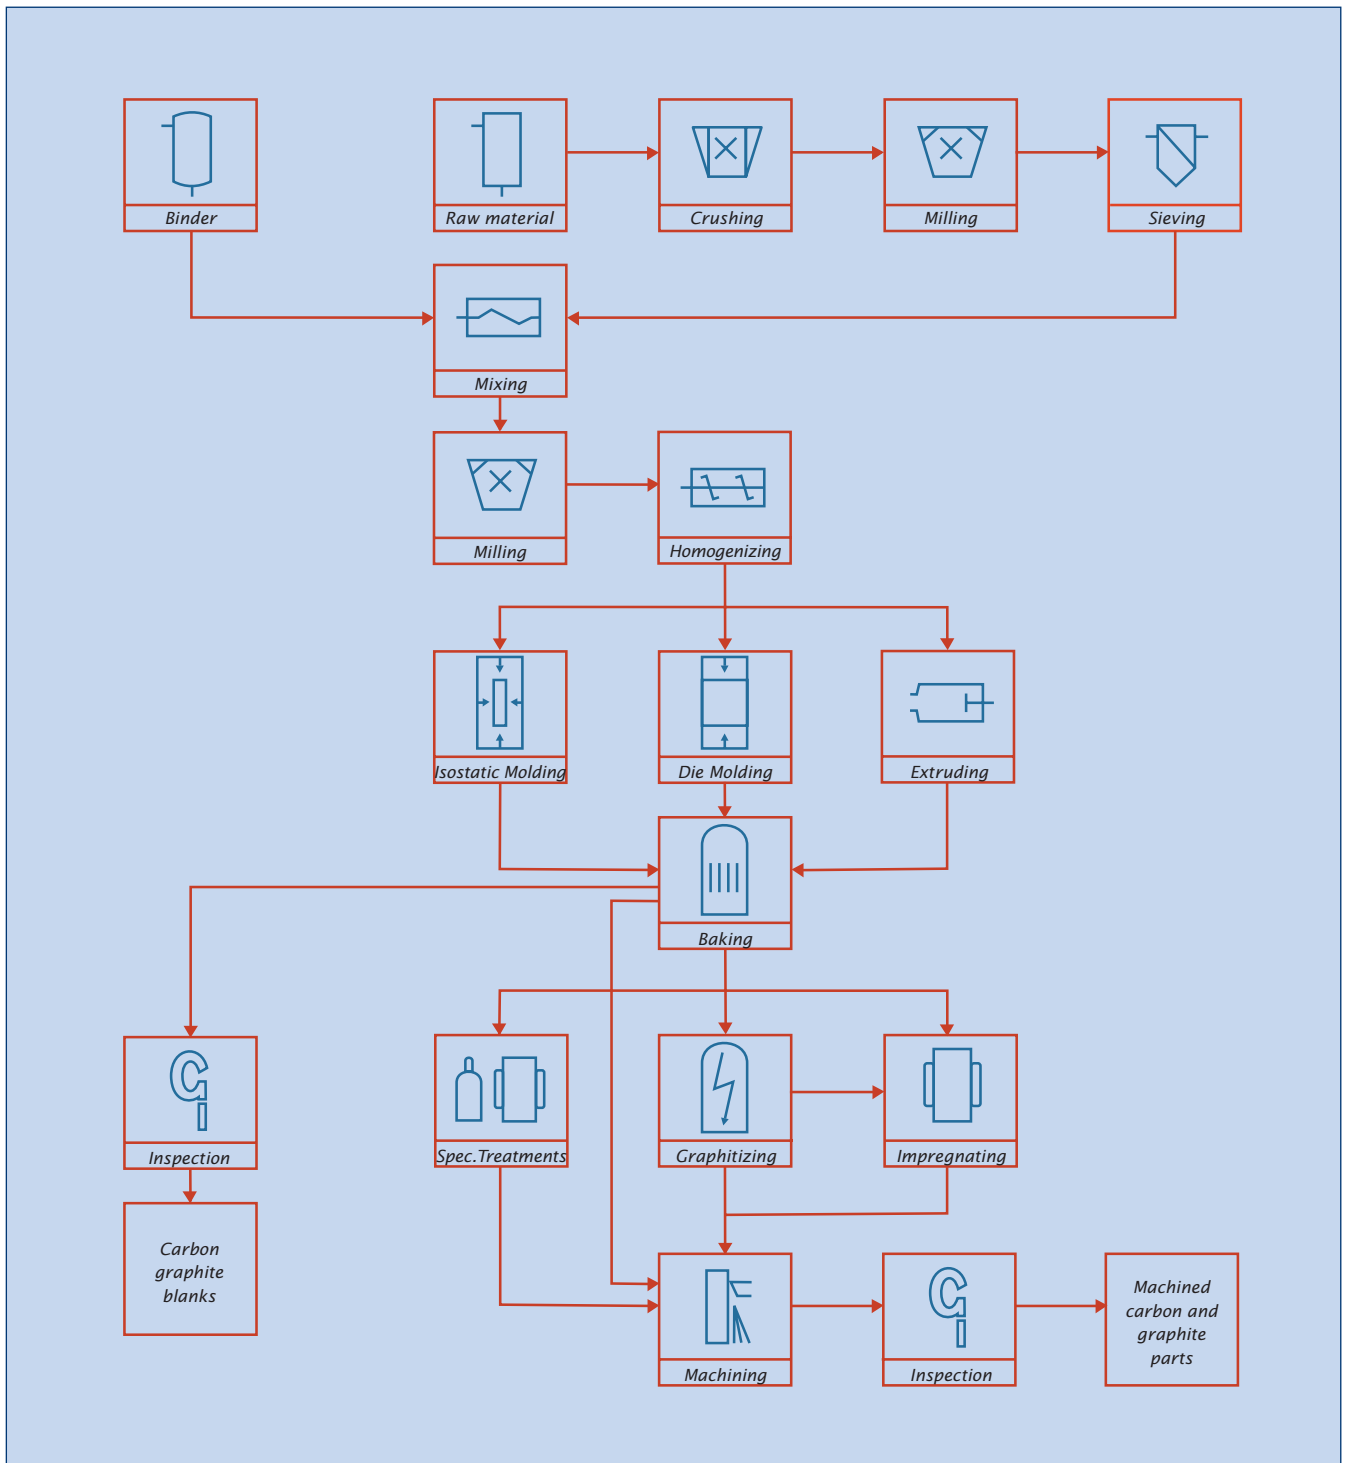 Binder
Raw material
Crushing
Milling
Sieving
Mixing
Milling
Homogenizing
Isostatic Molding
Die Molding
Extruding
Baking
Inspection
Spec.Treatments
Graphitizing
Impregnating
Carbon
graphite
blanks
Machining
Inspection
Machined
carbon and
graphite
parts